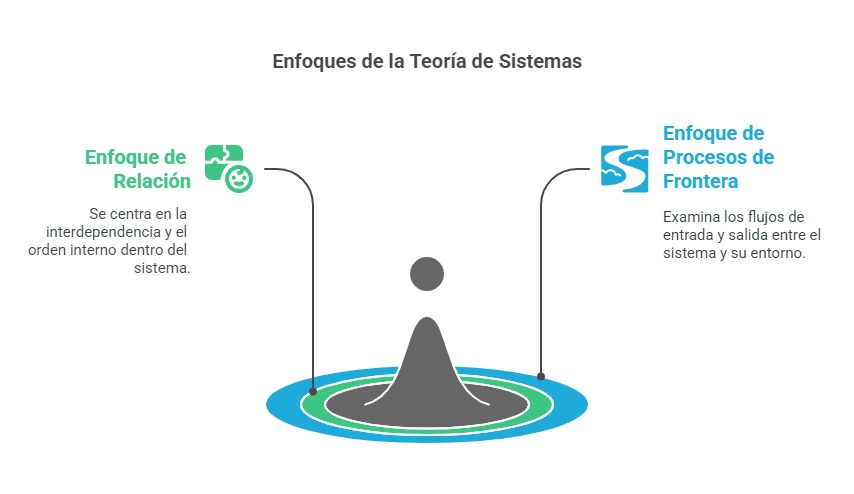 Enfoques de la Teoría de Sistemas
Enfoque de
Relación
Se centra en la
interdependencia y el
orden interno dentro del
sistema.
Enfoque de
Procesos de
Frontera
Examina los flujos de
entrada y salida entre el
sistema y su entorno.